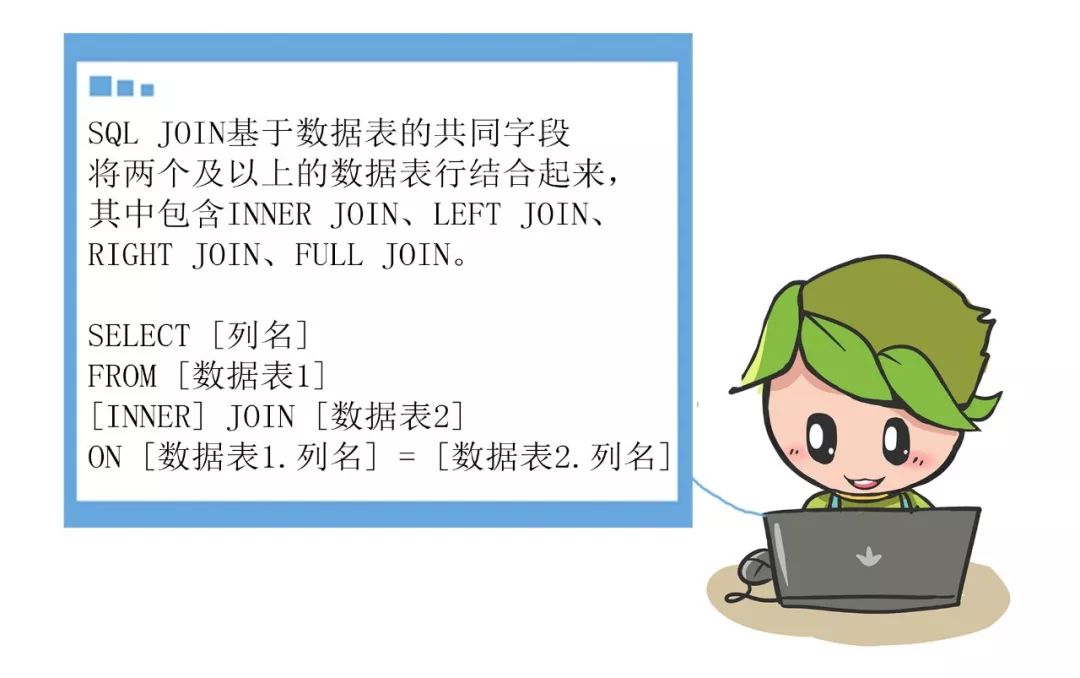 SQL JOIN基于数据表的共同字段
将两个及以上的数据表行结合起来，
其中包含INNER JOIN、LEFT JOIN、
RIGHT JOIN、FULL JOIN。
SELECT [列名]
FROM [数据表1]
[INNER] JOIN [数据表2]
ON [数据表1.列名] = [数据表2.列名]